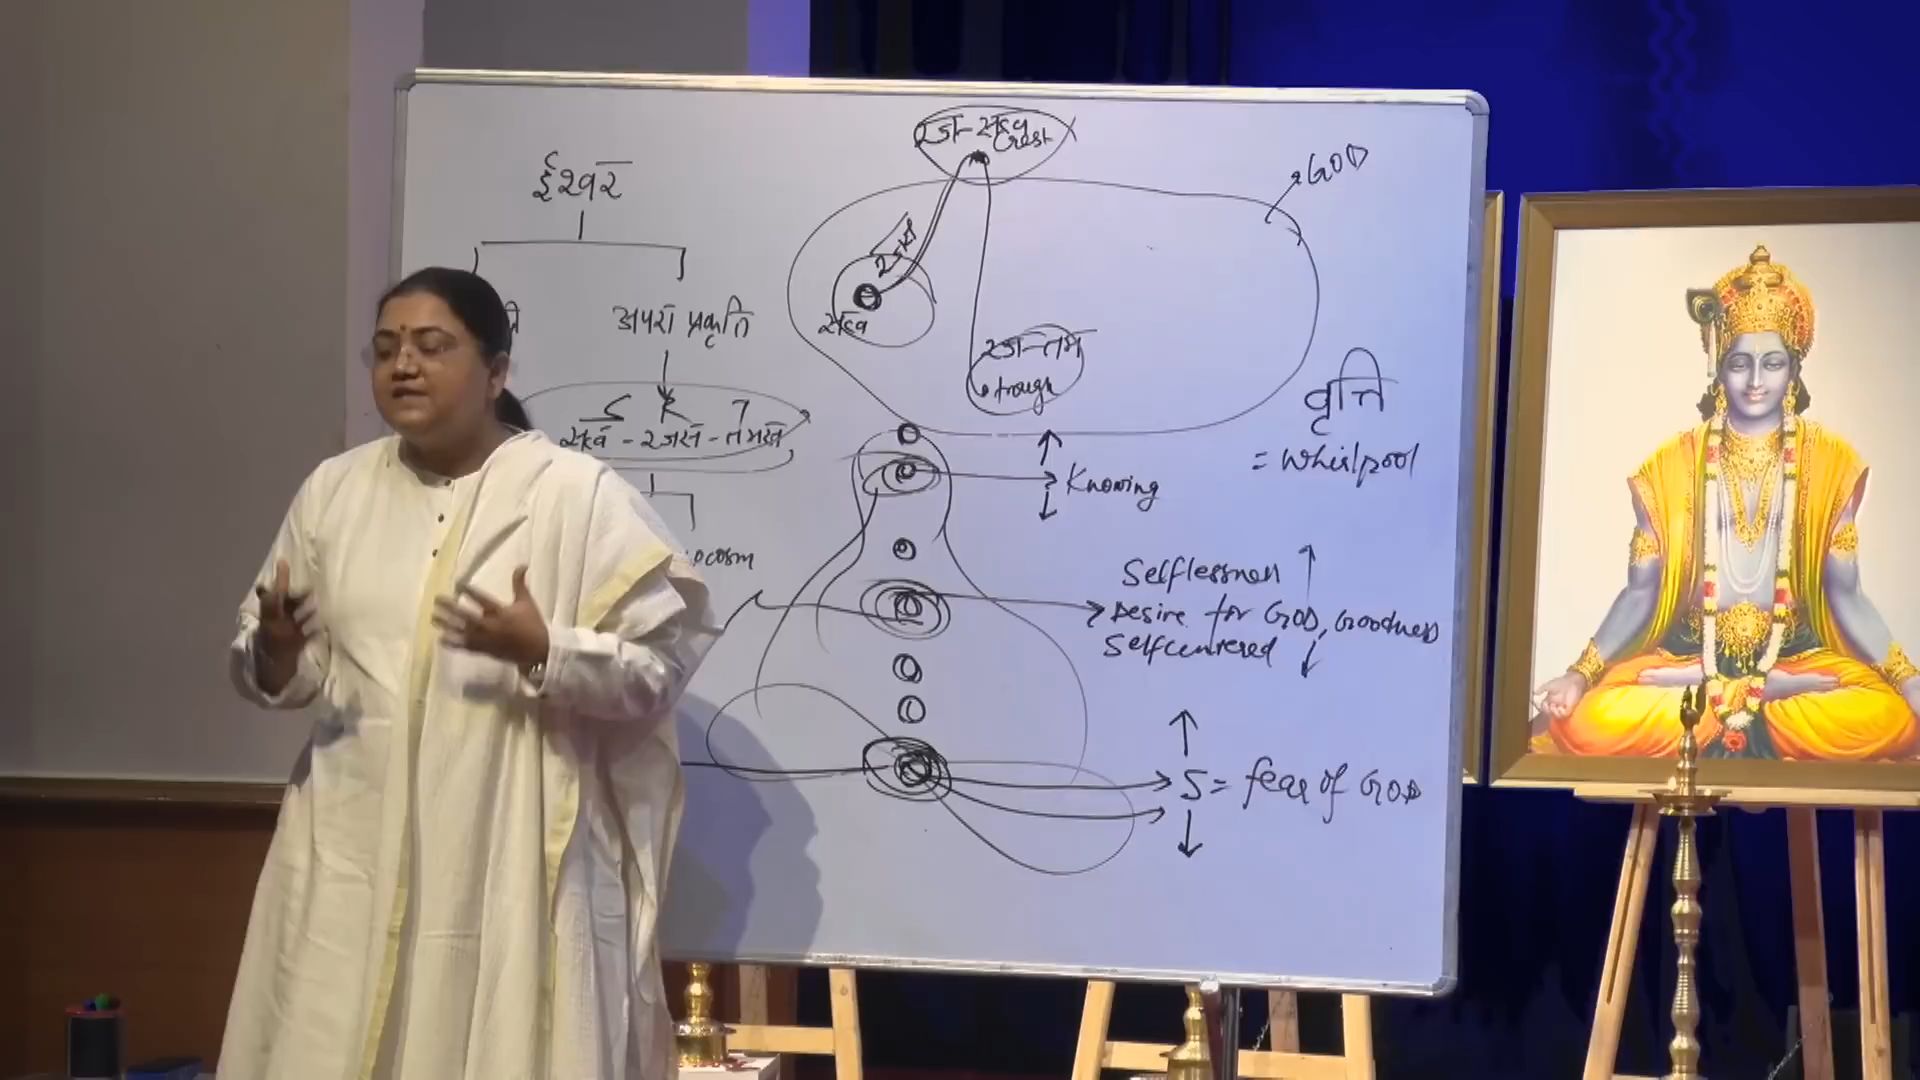 ईश्वर
अपरा प्रकृति
S R T
सत्व - रजस - तमस
ocosm
रज-सत्व
Crest
GOD
सत्व
रज-तम
trough
वृत्ति
= whirlpool
Knowing
Selflessness
Desire for GOD, Goodness
Selfcentered
S = fear of GOD